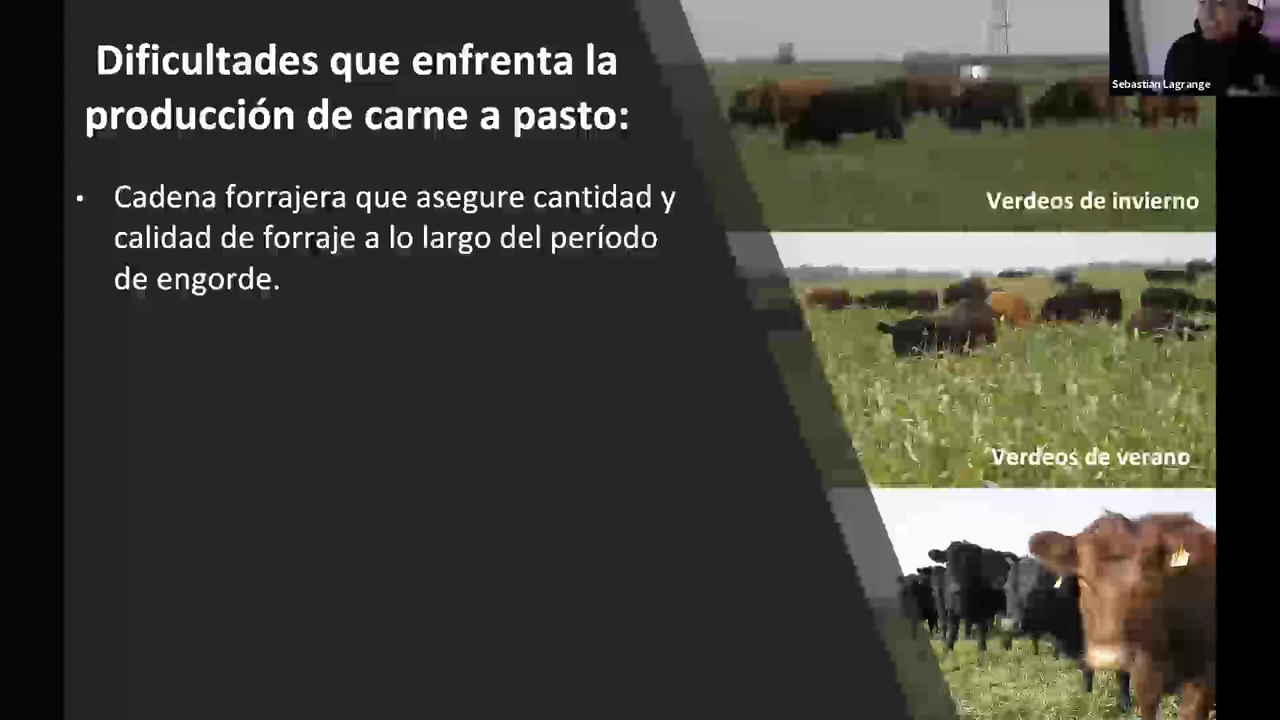 Dificultades que enfrenta la
producción de carne a pasto:
• Cadena forrajera que asegure cantidad y
calidad de forraje a lo largo del período
de engorde.
Sebastián Lagrange
Verdeos de invierno
Verdeos de verano